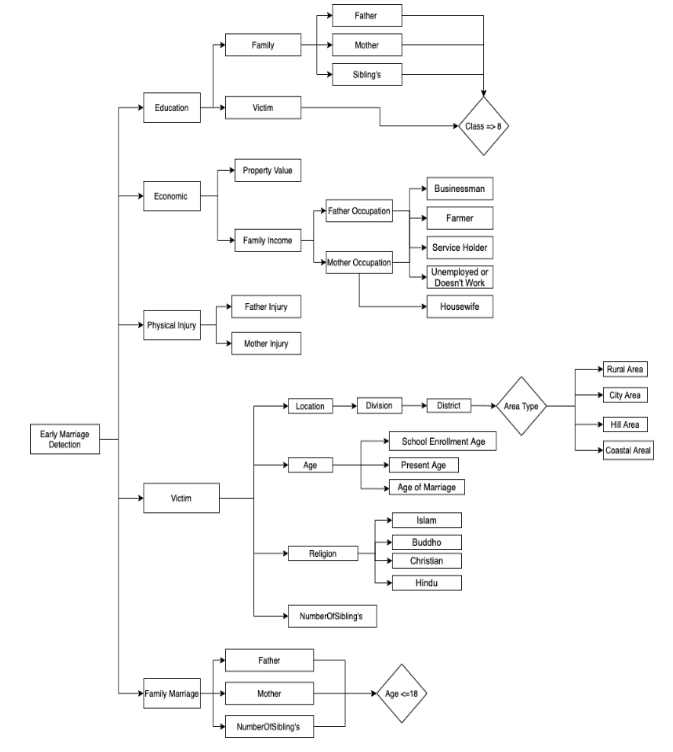 Father
Family
Mother
Sibling's
Education
Victim
Class => 8
Property Value
Economic
Businessman
Father Occupation
Farmer
Family Income
Service Holder
Mother Occupation
Unemployed or
Doesn't Work
Housewife
Father Injury
Physical Injury
Mother Injury
Rural Area
Location
Division
District
Area Type
City Area
Hill Area
Coastal Areal
Early Marriage
Detection
School Enrollment Age
Age
Present Age
Age of Marriage
Victim
Islam
Buddho
Religion
Christian
Hindu
NumberOfSibling's
Father
Family Marriage
Mother
Age <=18
NumberOfSibling's